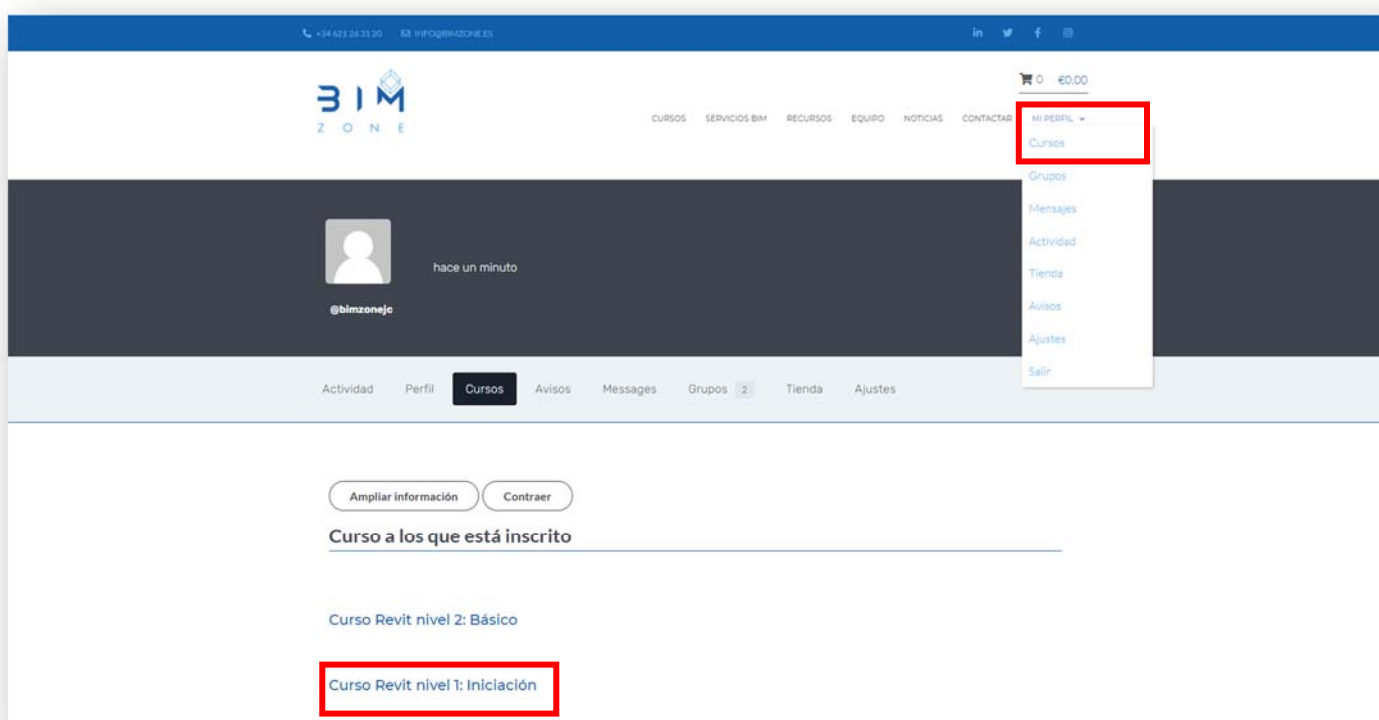 +34 621 26 31 20 INFO@BIMZONE.ES
BIM
ZONE
0 €0,00
CURSOS SERVICIOS BIM RECURSOS EQUIPO NOTICIAS CONTACTAR MI PERFIL
Cursos
Grupos
Mensajes
Actividad
Tienda
Avisos
Ajustes
Salir
hace un minuto
@bimzonejc
Actividad Perfil Cursos Avisos Messages Grupos 2 Tienda Ajustes
Ampliar información Contraer
Curso a los que está inscrito
Curso Revit nivel 2: Básico
Curso Revit nivel 1: Iniciación